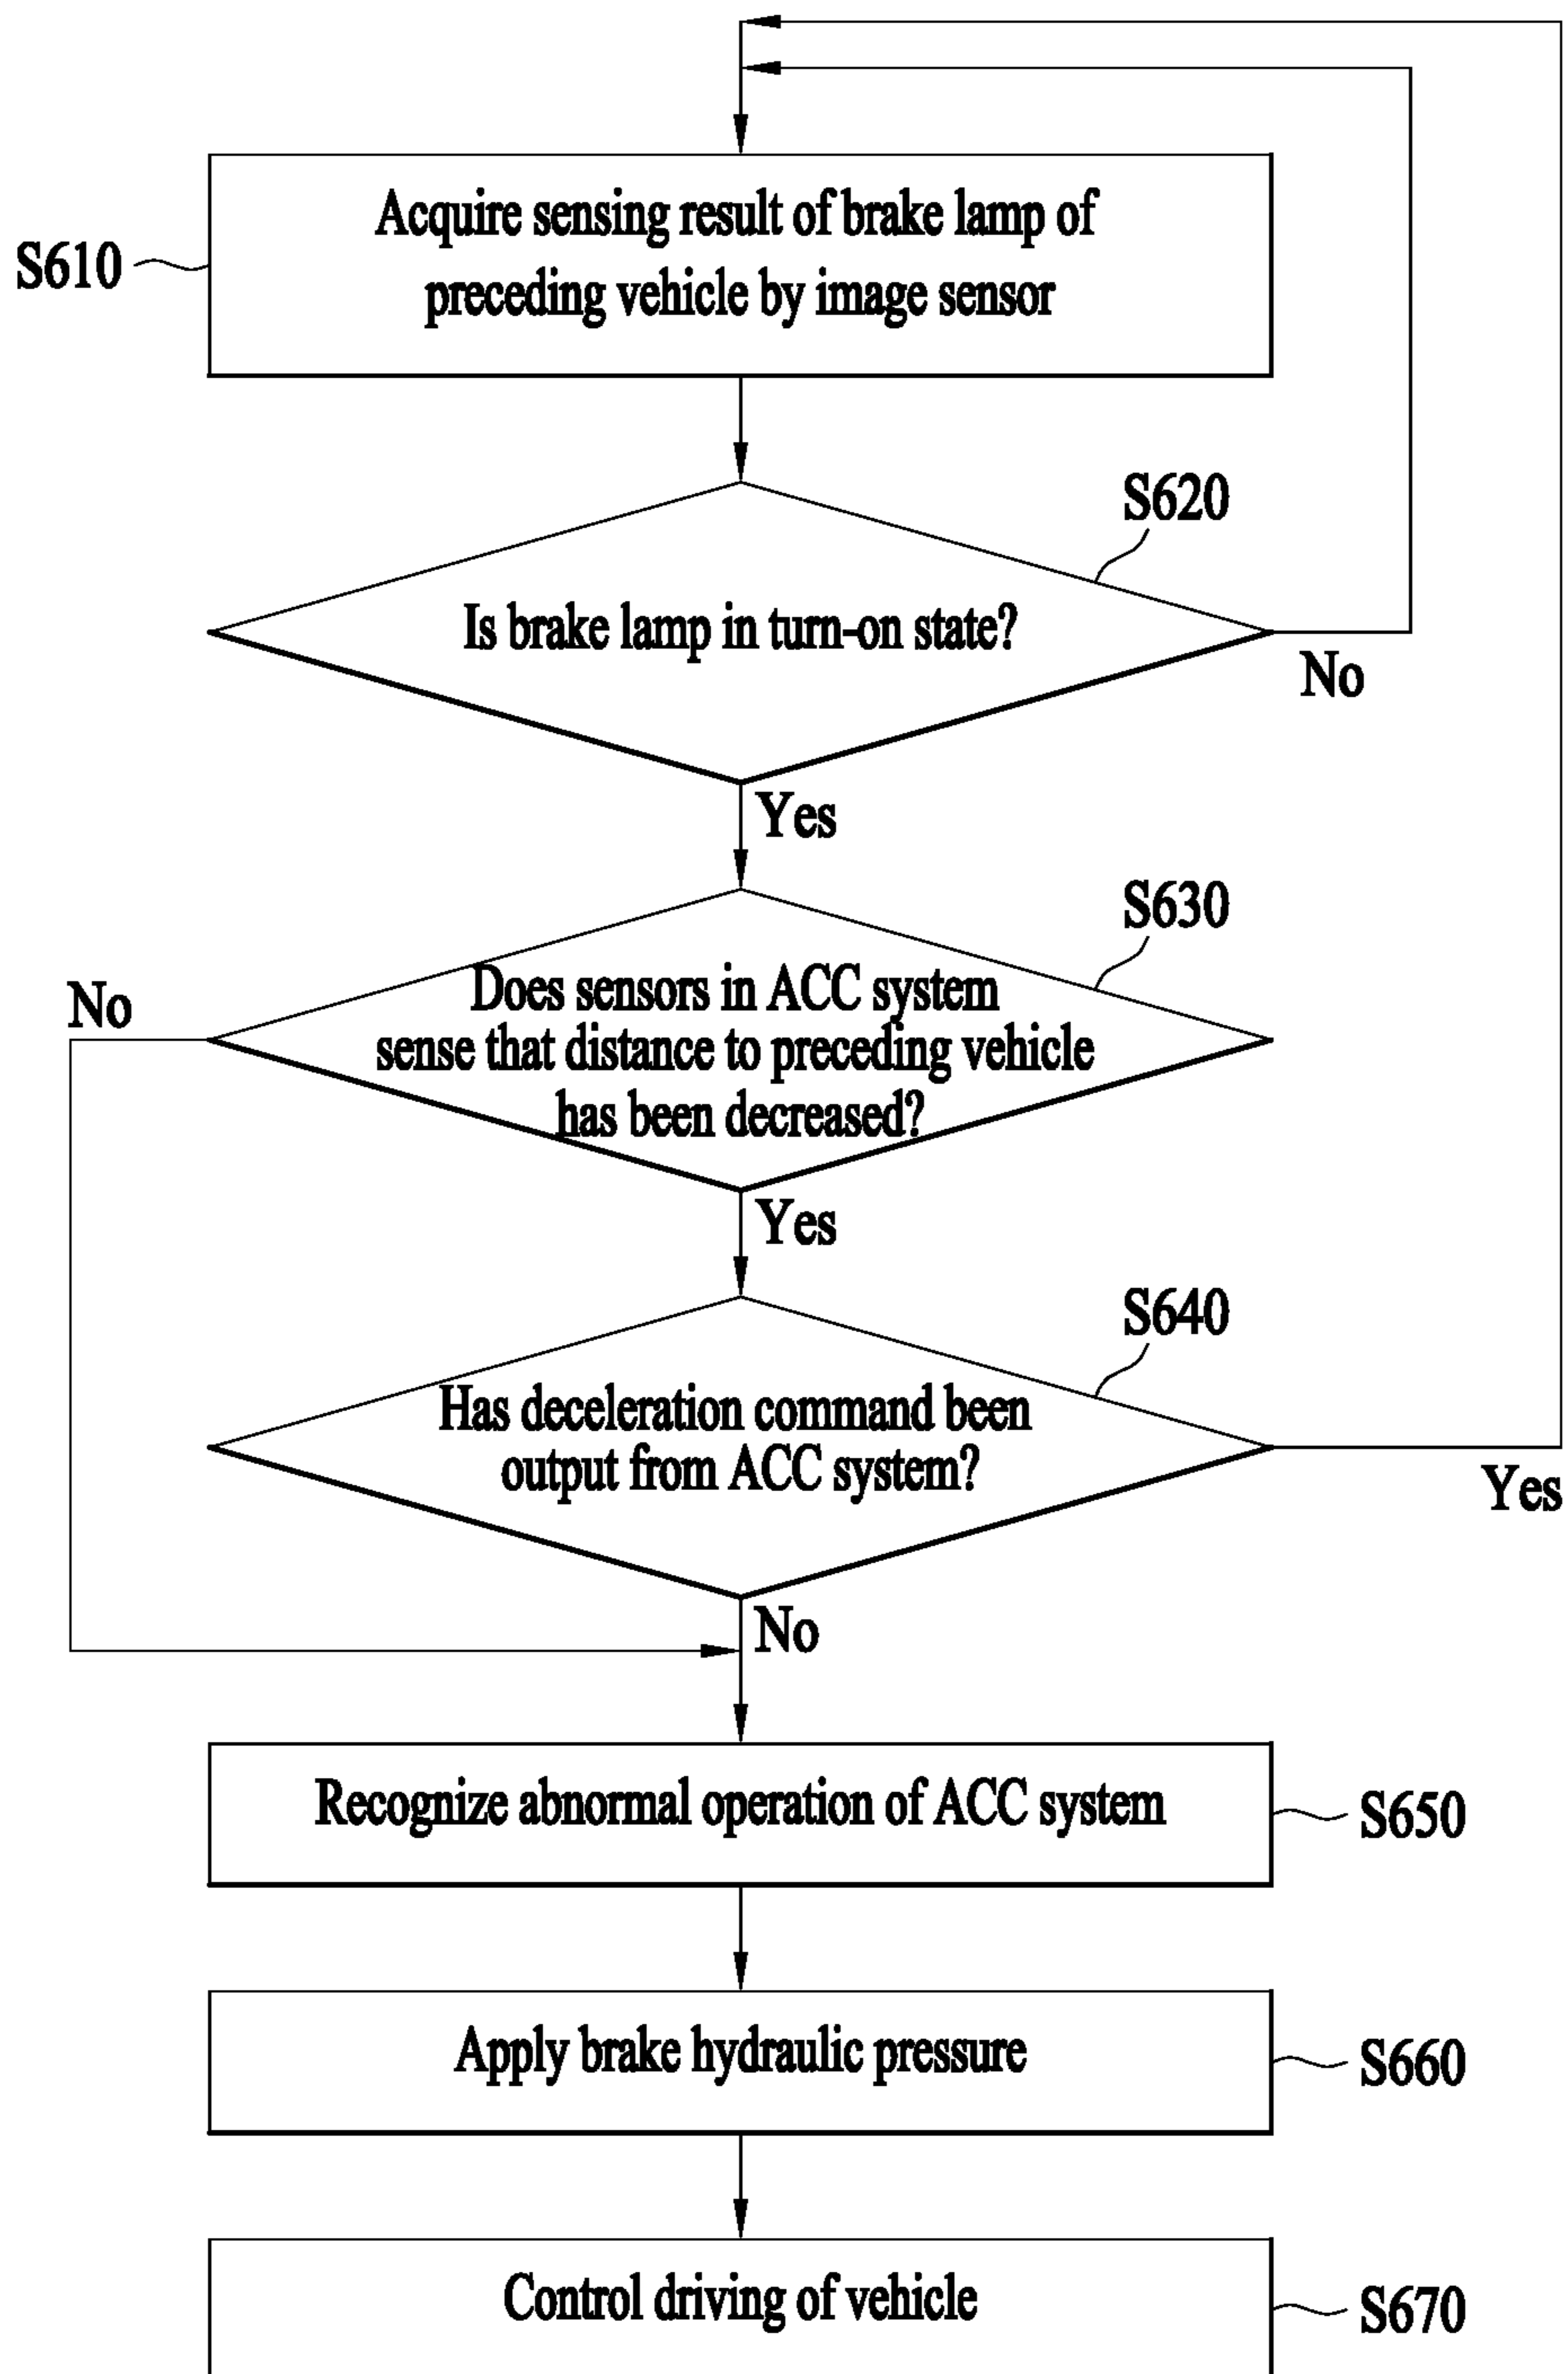 Acquire sensing result of brake lamp of
preceding vehicle by image sensor
S610
S620
Is brake lamp in turn-on state?
No
Yes
S630
No
Does sensors in ACC system
sense that distance to preceding vehicle
has been decreased?
Yes
S640
Has deceleration command been
output from ACC system?
Yes
No
Recognize abnormal operation of ACC system
S650
Apply brake hydraulic pressure
S660
Control driving of vehicle
S670